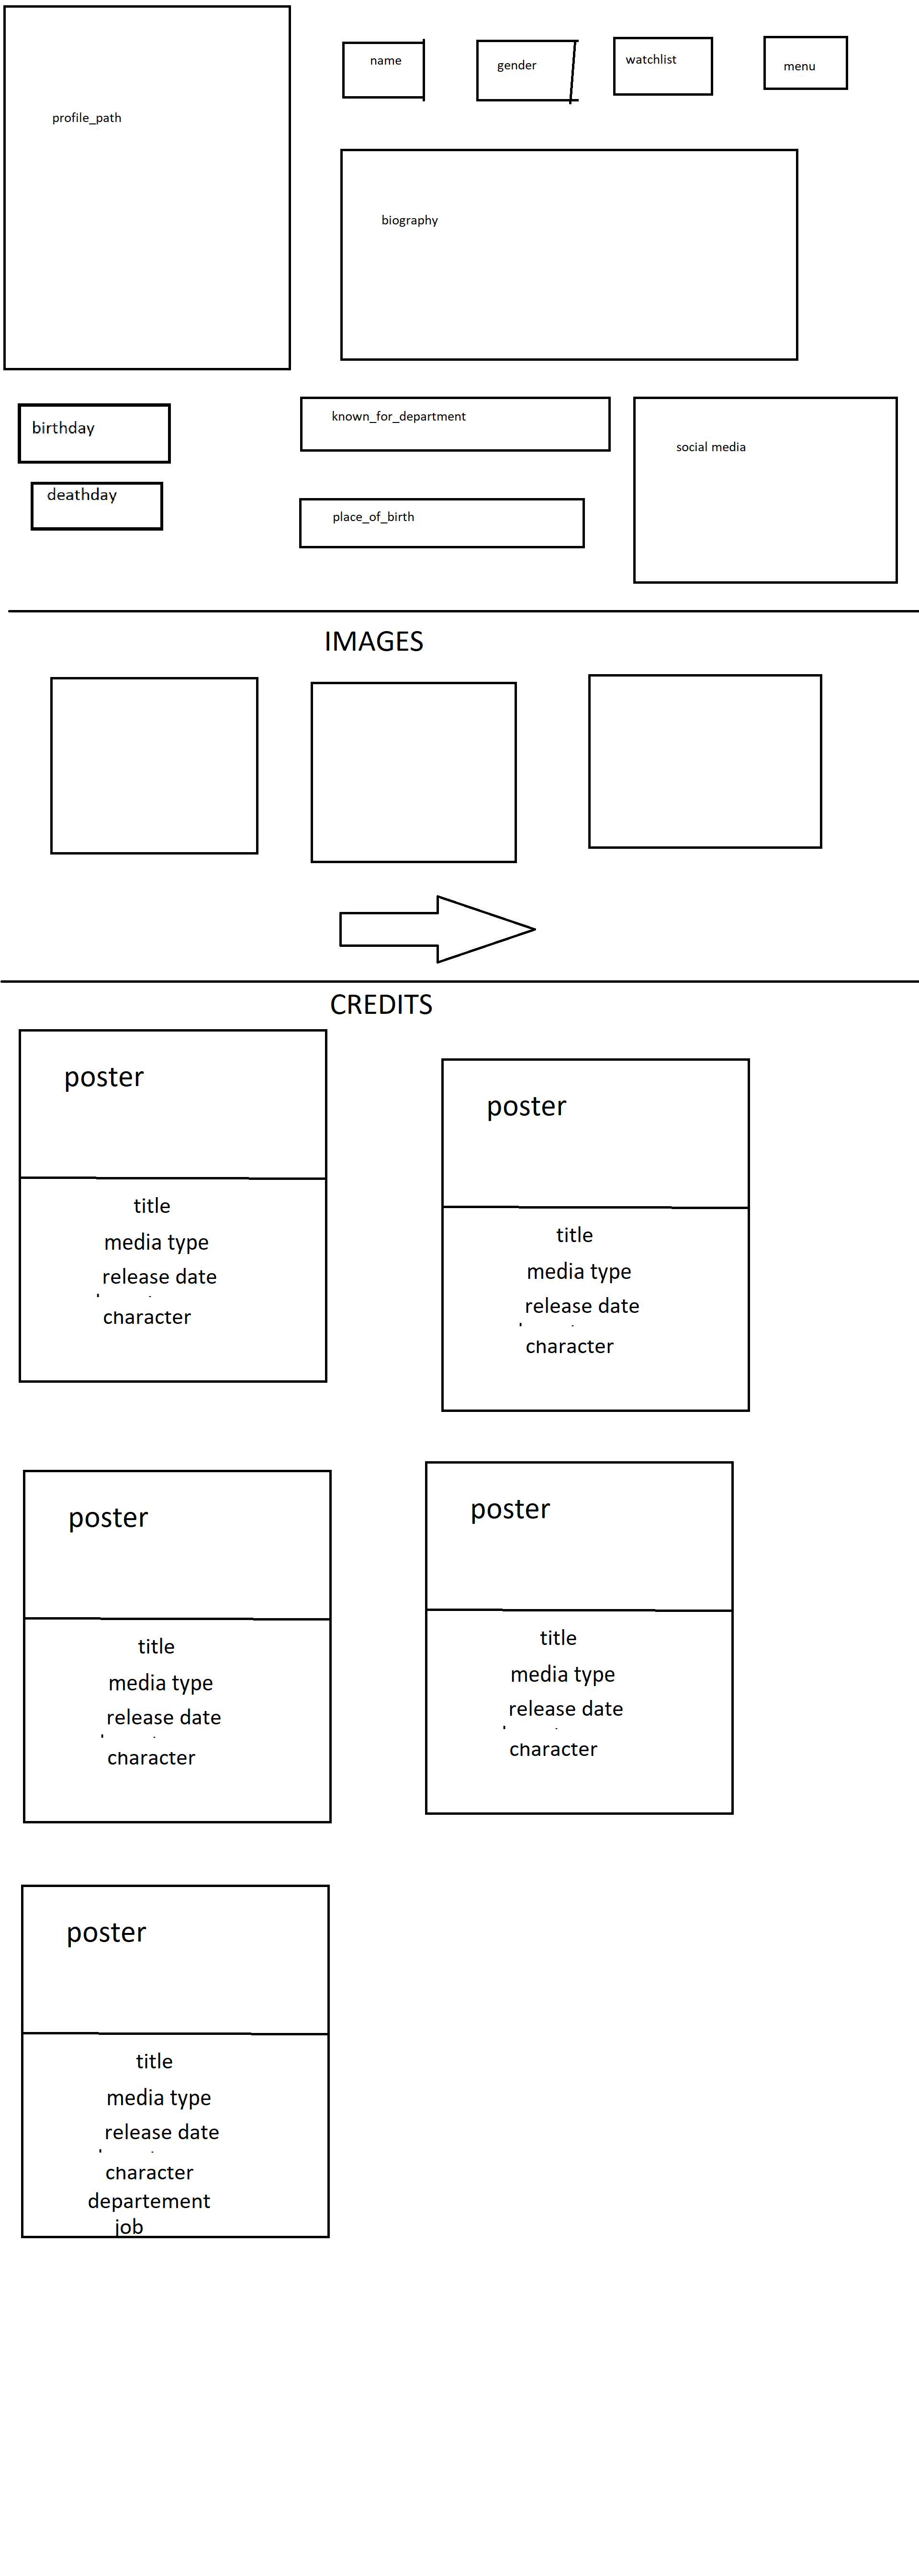 name
gender
watchlist
menu
profile_path
biography
birthday
known_for_department
social media
deathday
place_of_birth
IMAGES
CREDITS
poster
title
media type
release date
character
poster
title
media type
release date
character
poster
title
media type
release date
character
poster
title
media type
release date
character
poster
title
media type
release date
character
departement
job